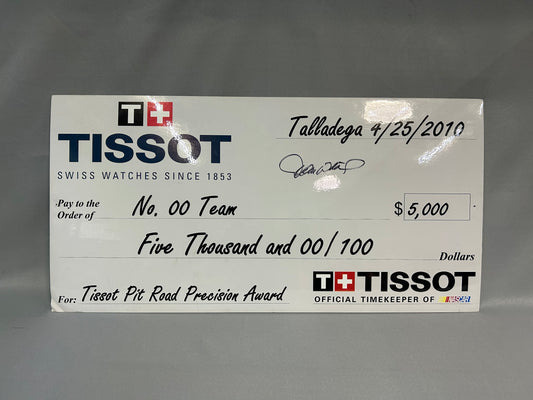 T+
TISSOT
SWISS WATCHES SINCE 1853
Talladega 4/25/2010
Pay to the
Order of
No. 00 Team
$ 5,000
Five Thousand and 00/100
Dollars
For: Tissot Pit Road Precision Award
T+ TISSOT
OFFICIAL TIMEKEEPER OF NASCAR